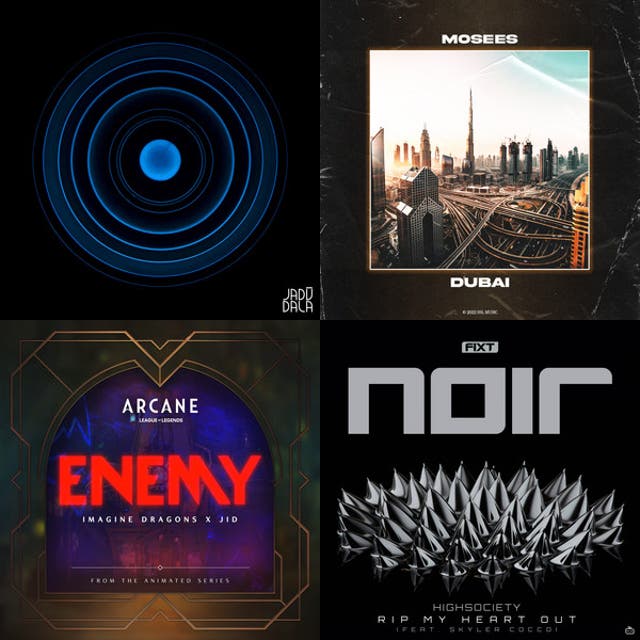 JADŪ
DALA
MOSEES
DUBAI
ARCANE
LEAGUE OF LEGENDS
ENEMY
IMAGINE DRAGONS X JID
FROM THE ANIMATED SERIES
FIXT
noir
HIGHSOCIETY
RIP MY HEART OUT
(FEAT. SKYLER COCCO)